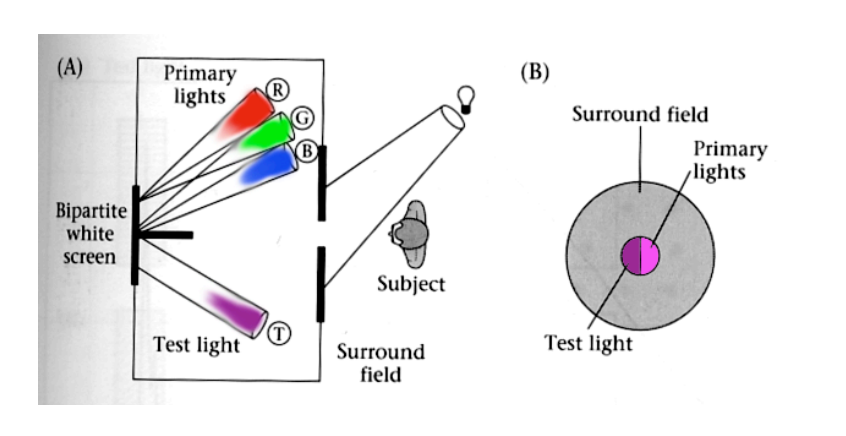 (A)
Primary
lights
R
G
B
Bipartite
white
screen
Subject
Test light
T
Surround
field
(B)
Surround field
Primary
lights
Test light